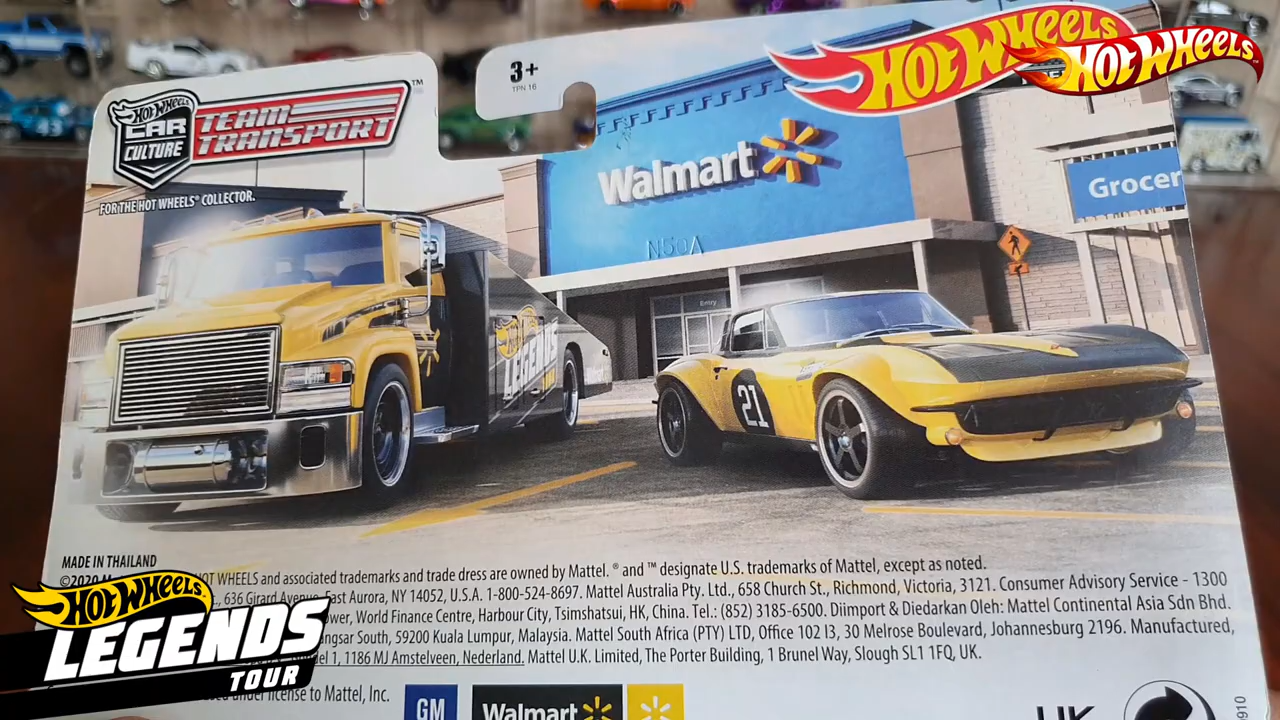 HOT WHEELS
CAR
CULTURE
TEAM
TRANSPORT™
FOR THE HOT WHEELS® COLLECTOR.
3+
TPN 16
HOT WHEELS
HOT WHEELS
Walmart
Grocer
Entry
LEGENDS
21
MADE IN THAILAND
©2020 HOT WHEELS and associated trademarks and trade dress are owned by Mattel. ® and ™ designate U.S. trademarks of Mattel, except as noted.
636 Girard Avenue, East Aurora, NY 14052, U.S.A. 1-800-524-8697. Mattel Australia Pty. Ltd., 658 Church St., Richmond, Victoria, 3121. Consumer Advisory Service - 1300
World Finance Centre, Harbour City, Tsimshatsui, HK, China. Tel.: (852) 3185-6500. Diimport & Diedarkan Oleh: Mattel Continental Asia Sdn Bhd.
South, 59200 Kuala Lumpur, Malaysia. Mattel South Africa (PTY) LTD, Office 102 I3, 30 Melrose Boulevard, Johannesburg 2196. Manufactured,
1, 1186 MJ Amstelveen, Nederland. Mattel U.K. Limited, The Porter Building, 1 Brunel Way, Slough SL1 1FQ, UK.
under license to Mattel, Inc.
HOT WHEELS
LEGENDS
TOUR
GM
Walmart
UK
910